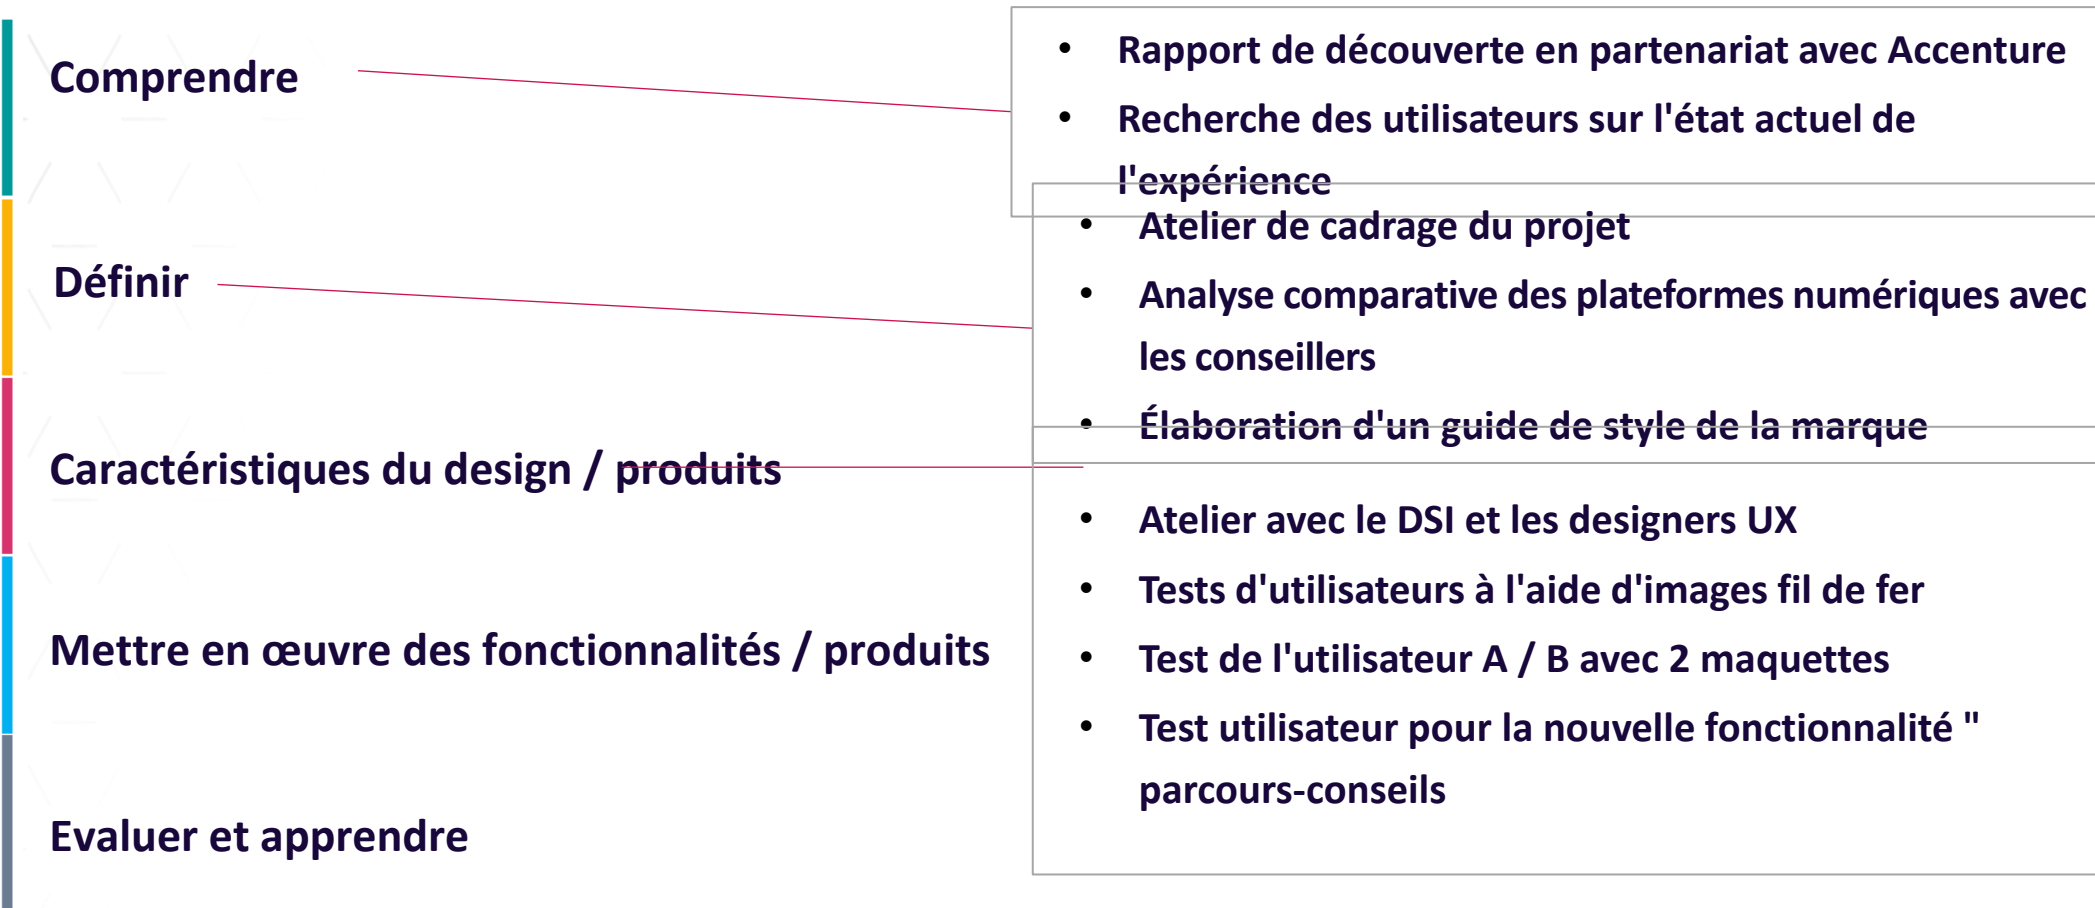 Comprendre
• Rapport de découverte en partenariat avec Accenture
• Recherche des utilisateurs sur l'état actuel de
l'expérience
Définir
• Atelier de cadrage du projet
• Analyse comparative des plateformes numériques avec
les conseillers
• Élaboration d'un guide de style de la marque
Caractéristiques du design / produits
• Atelier avec le DSI et les designers UX
• Tests d'utilisateurs à l'aide d'images fil de fer
• Test de l'utilisateur A / B avec 2 maquettes
• Test utilisateur pour la nouvelle fonctionnalité "
parcours-conseils
Mettre en œuvre des fonctionnalités / produits
Evaluer et apprendre